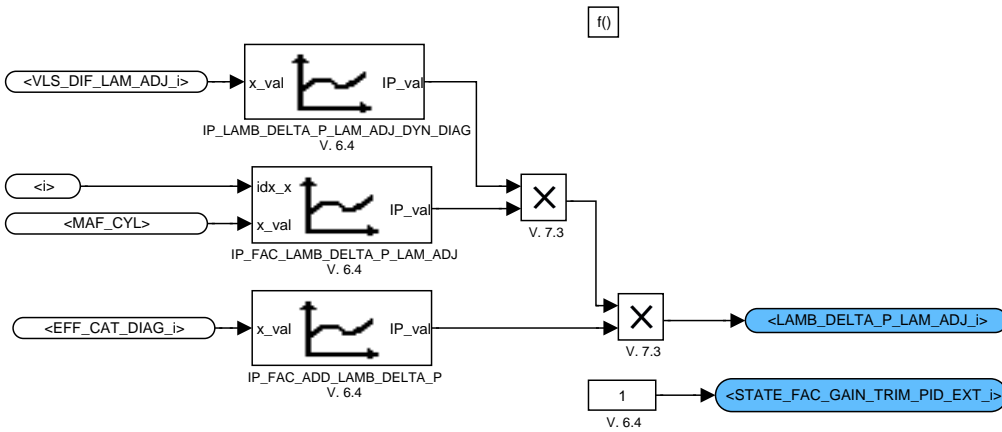 f()
<VLS_DIF_LAM_ADJ_i>
x_val
IP_val
IP_LAMB_DELTA_P_LAM_ADJ_DYN_DIAG
V. 6.4
<i>
idx_x
<MAF_CYL>
x_val
IP_val
IP_FAC_LAMB_DELTA_P_LAM_ADJ
V. 6.4
V. 7.3
<EFF_CAT_DIAG_i>
x_val
IP_val
IP_FAC_ADD_LAMB_DELTA_P
V. 6.4
V. 7.3
<LAMB_DELTA_P_LAM_ADJ_i>
1
V. 6.4
<STATE_FAC_GAIN_TRIM_PID_EXT_i>